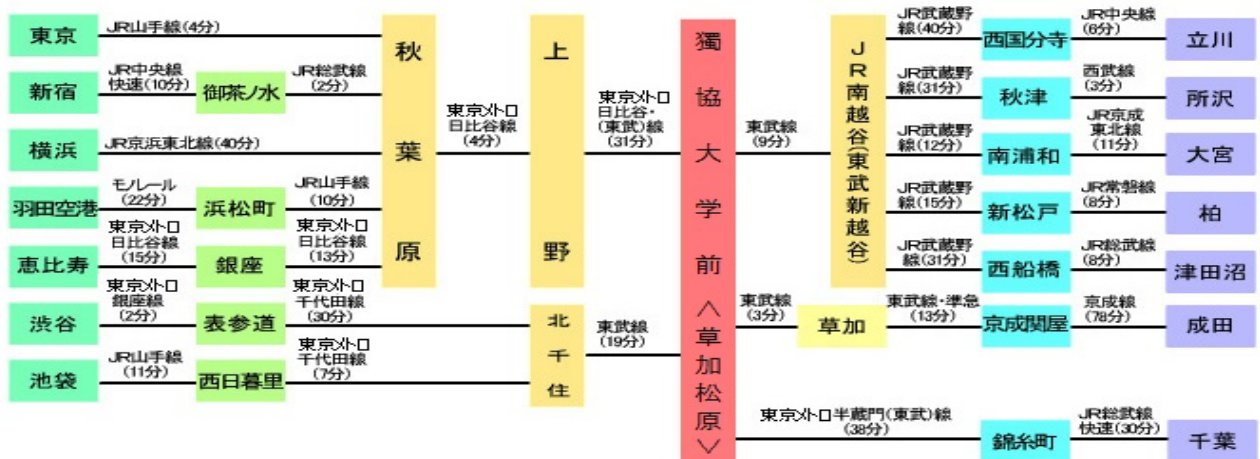 東京
JR山手線(4分)
新宿
JR中央線
快速(10分)
御茶ノ水
JR総武線
(2分)
横浜
JR京浜東北線(40分)
羽田空港
モノレール
(22分)
浜松町
JR山手線
(10分)
恵比寿
東京メトロ
日比谷線
(15分)
銀座
東京メトロ
日比谷線
(13分)
渋谷
東京メトロ
銀座線
(2分)
表参道
東京メトロ
千代田線
(30分)
池袋
JR山手線
(11分)
西日暮里
東京メトロ
千代田線
(7分)
秋葉原
東京メトロ
日比谷線
(4分)
上野
北千住
東京メトロ
日比谷・
(東武)線
(31分)
東武線
(19分)
獨協大学前〈草加松原〉
東武線
(9分)
JR南越谷(東武新越谷)
JR武蔵野
線(40分)
西国分寺
JR中央線
(6分)
立川
JR武蔵野
線(31分)
秋津
西武線
(3分)
所沢
JR武蔵野
線(12分)
南浦和
JR京成
東北線
(11分)
大宮
JR武蔵野
線(15分)
新松戸
JR常磐線
(8分)
柏
JR武蔵野
線(31分)
西船橋
JR総武線
(8分)
津田沼
東武線
(3分)
草加
東武線・準急
(13分)
京成関屋
京成線
(78分)
成田
東京メトロ半蔵門(東武)線
(38分)
錦糸町
JR総武線
快速(30分)
千葉